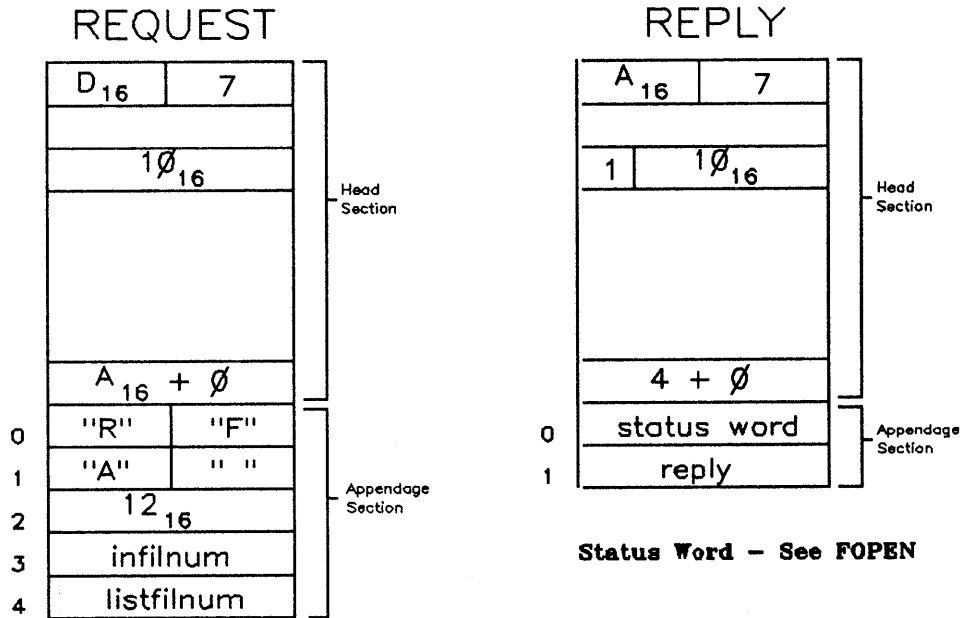 REQUEST
D16 7
1Ø16
Head
Section
A16 + Ø
0 "R" "F"
1 "A" " "
2 1216
3 infilnum
4 listfilnum
Appendage
Section
REPLY
A16 7
1 1Ø16
Head
Section
4 + Ø
0 status word
1 reply
Appendage
Section
Status Word – See FOPEN